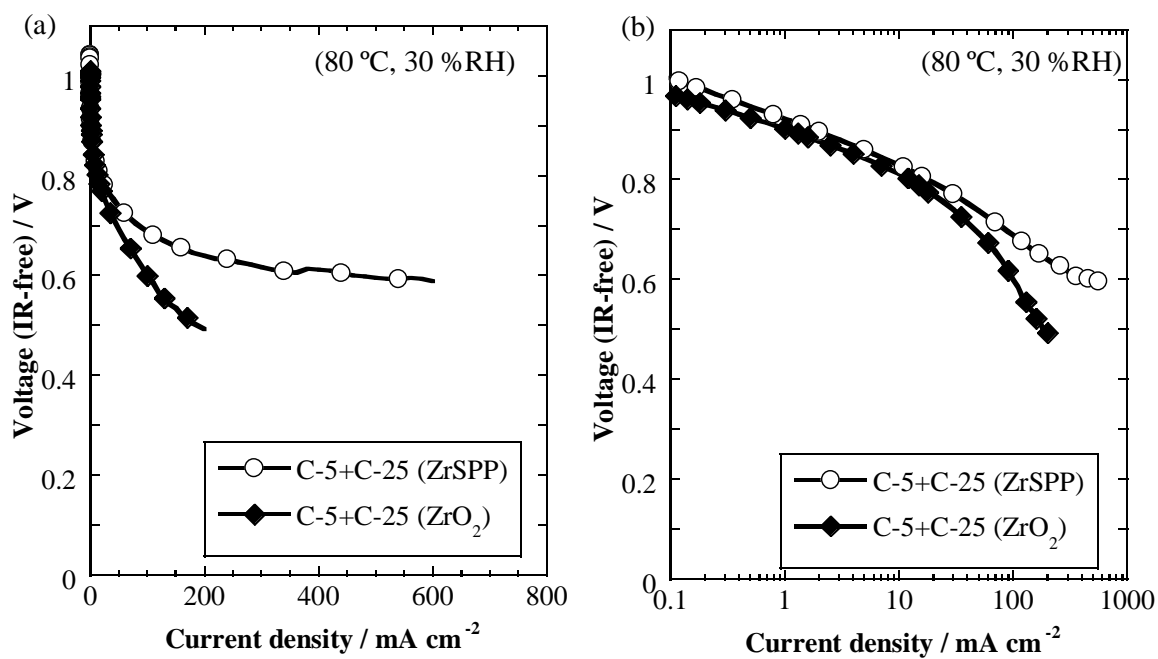 (a)
(80 ºC, 30 %RH)
Voltage (IR-free) / V
1
0.8
0.6
0.4
0.2
0
C-5+C-25 (ZrSPP)
C-5+C-25 (ZrO2)
0 200 400 600 800
Current density / mA cm-2
(b)
(80 ºC, 30 %RH)
Voltage (IR-free) / V
1
0.8
0.6
0.4
0.2
0
C-5+C-25 (ZrSPP)
C-5+C-25 (ZrO2)
0.1 1 10 100 1000
Current density / mA cm-2